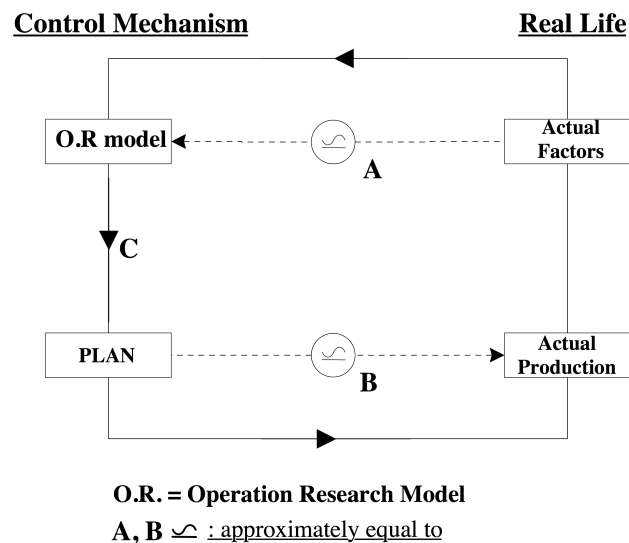 Control Mechanism
Real Life
O.R model
Actual
Factors
A
C
PLAN
Actual
Production
B
O.R. = Operation Research Model
A, B ≃ : approximately equal to